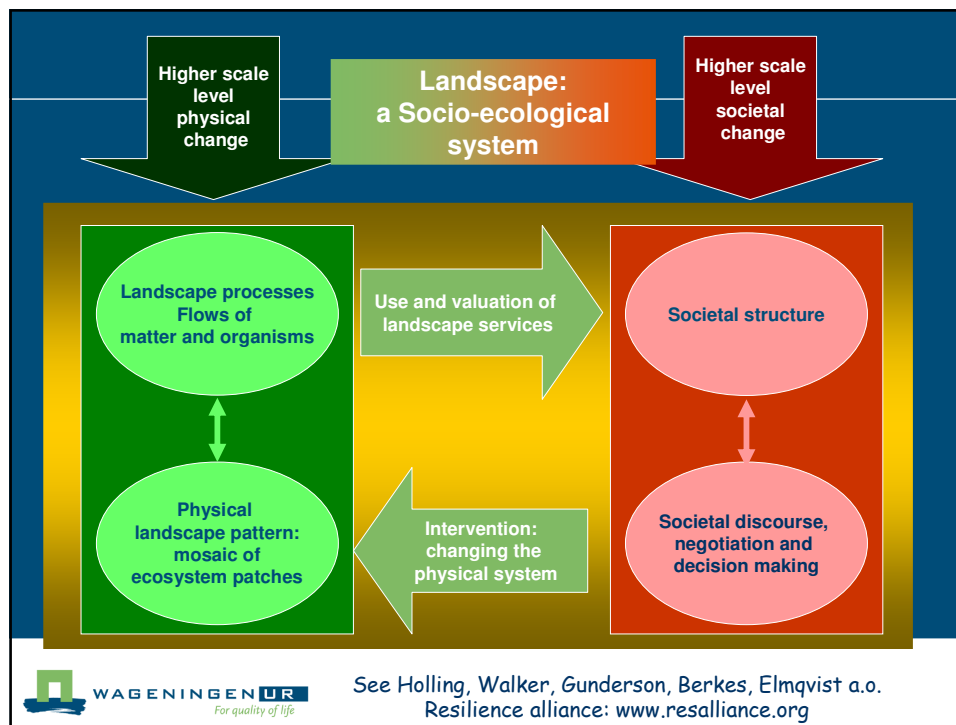 Higher scale
level
physical
change
Landscape:
a Socio-ecological
system
Higher scale
level
societal
change
Landscape processes
Flows of
matter and organisms
Use and valuation of
landscape services
Societal structure
Physical
landscape pattern:
mosaic of
ecosystem patches
Intervention:
changing the
physical system
Societal discourse,
negotiation and
decision making
WAGENINGEN UR
For quality of life
See Holling, Walker, Gunderson, Berkes, Elmqvist a.o.
Resilience alliance: www.resalliance.org